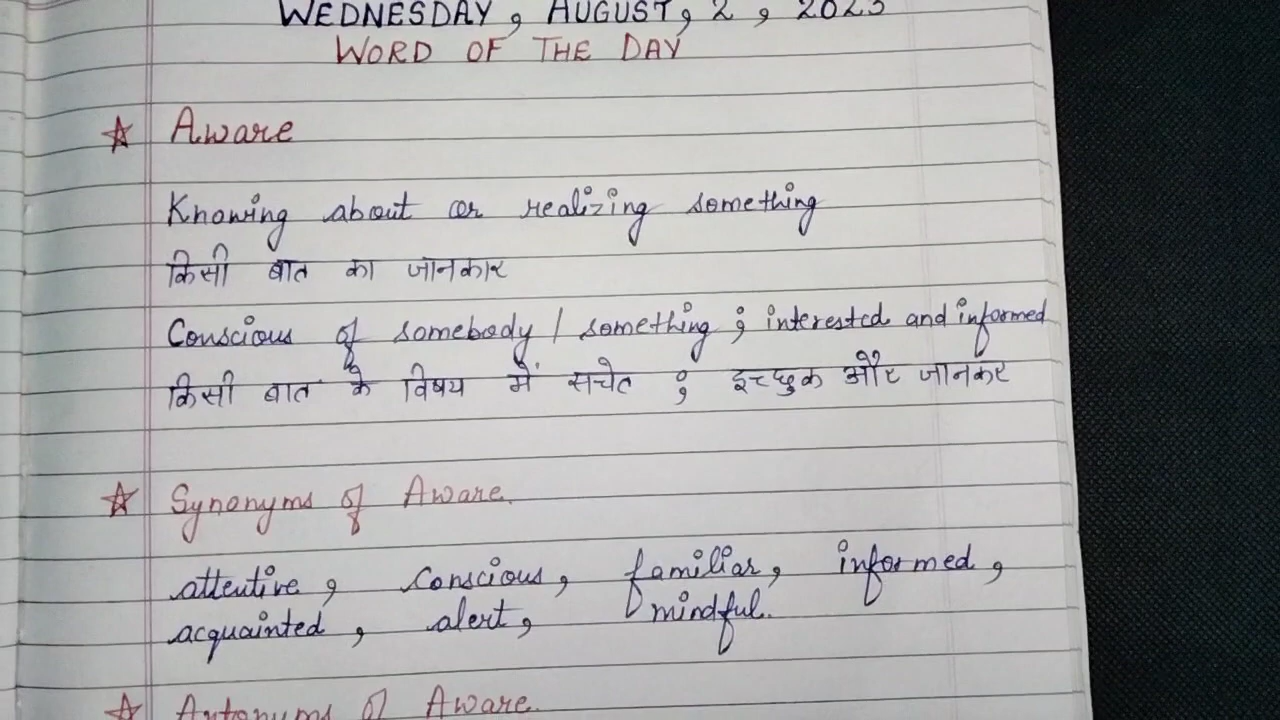 WEDNESDAY, AUGUST, 2, 2023
WORD OF THE DAY
☆ Aware
Knowing about or realizing something
किसी बात का जानकार
Conscious of somebody / something ; interested and informed
किसी बात के विषय में सचेत ; इच्छुक और जानकर
☆ Synonyms of Aware.
attentive, conscious, familiar, informed,
acquainted, alert, mindful.
☆ Antonyms of Aware.